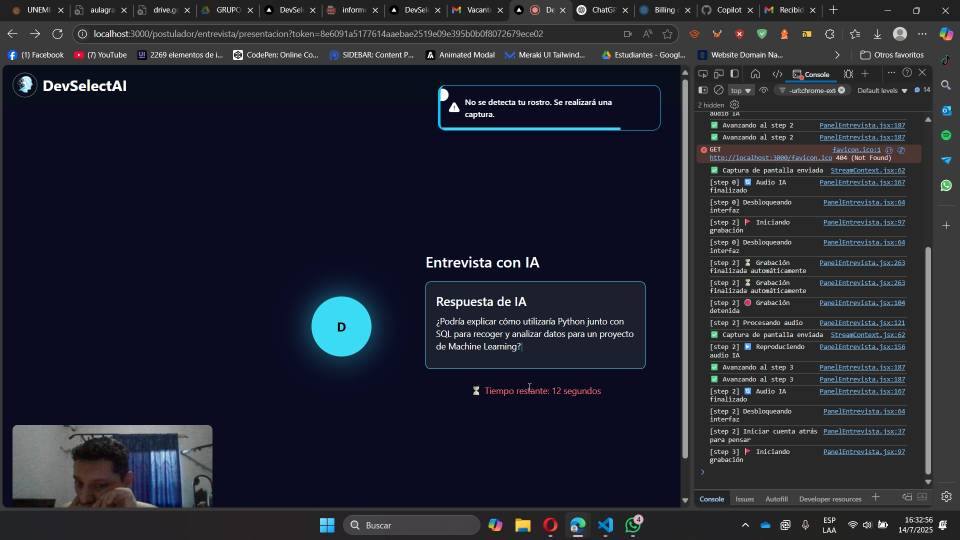 UNEMI
aulagra
drive.go
GRUPO
DevSele
inform
DevSele
Vacant
De
ChatGP
Billing
Copilot
Recibid
localhost:3000/postulador/entrevista/presentacion?token=8e6091a5177614aaebae2519e09e395b0b0f8072679ece02
(1) Facebook
(7) YouTube
2269 elementos de i...
CodePen: Online Co...
SIDEBAR: Content P...
Animated Modal
Meraki UI Tailwind...
Estudiantes - Googl...
Website Domain Na...
Otros favoritos
DevSelectAI
No se detecta tu rostro. Se realizará una
captura.
Entrevista con IA
Respuesta de IA
¿Podría explicar cómo utilizaría Python junto con
SQL para recoger y analizar datos para un proyecto
de Machine Learning?
D
Tiempo restante: 12 segundos
Console
top
-url:chrome-ext
Default levels
14
2 hidden
audio IA
Avanzando al step 2 PanelEntrevista.jsx:187
Avanzando al step 2 PanelEntrevista.jsx:187
GET favicon.ico:1
http://localhost:3000/favicon.ico 404 (Not Found)
Captura de pantalla enviada StreamContext.jsx:62
[step 0] Audio IA PanelEntrevista.jsx:167
finalizado
[step 0] Desbloqueando PanelEntrevista.jsx:64
interfaz
[step 2] Iniciando PanelEntrevista.jsx:97
grabación
[step 0] Desbloqueando PanelEntrevista.jsx:64
interfaz
[step 2] Grabación PanelEntrevista.jsx:263
finalizada automáticamente
[step 2] Grabación PanelEntrevista.jsx:263
finalizada automáticamente
[step 2] Grabación PanelEntrevista.jsx:104
detenida
[step 2] Procesando audio PanelEntrevista.jsx:121
Captura de pantalla enviada StreamContext.jsx:62
[step 2] Reproduciendo PanelEntrevista.jsx:156
audio IA
Avanzando al step 3 PanelEntrevista.jsx:187
Avanzando al step 3 PanelEntrevista.jsx:187
[step 2] Audio IA PanelEntrevista.jsx:167
finalizado
[step 2] Desbloqueando PanelEntrevista.jsx:64
interfaz
[step 2] Iniciar cuenta atrás PanelEntrevista.jsx:37
para pensar
[step 3] Iniciando PanelEntrevista.jsx:97
grabación
Console
Issues
Autofill
Developer resources
Buscar
4
ESP
LAA
16:32:56
14/7/2025